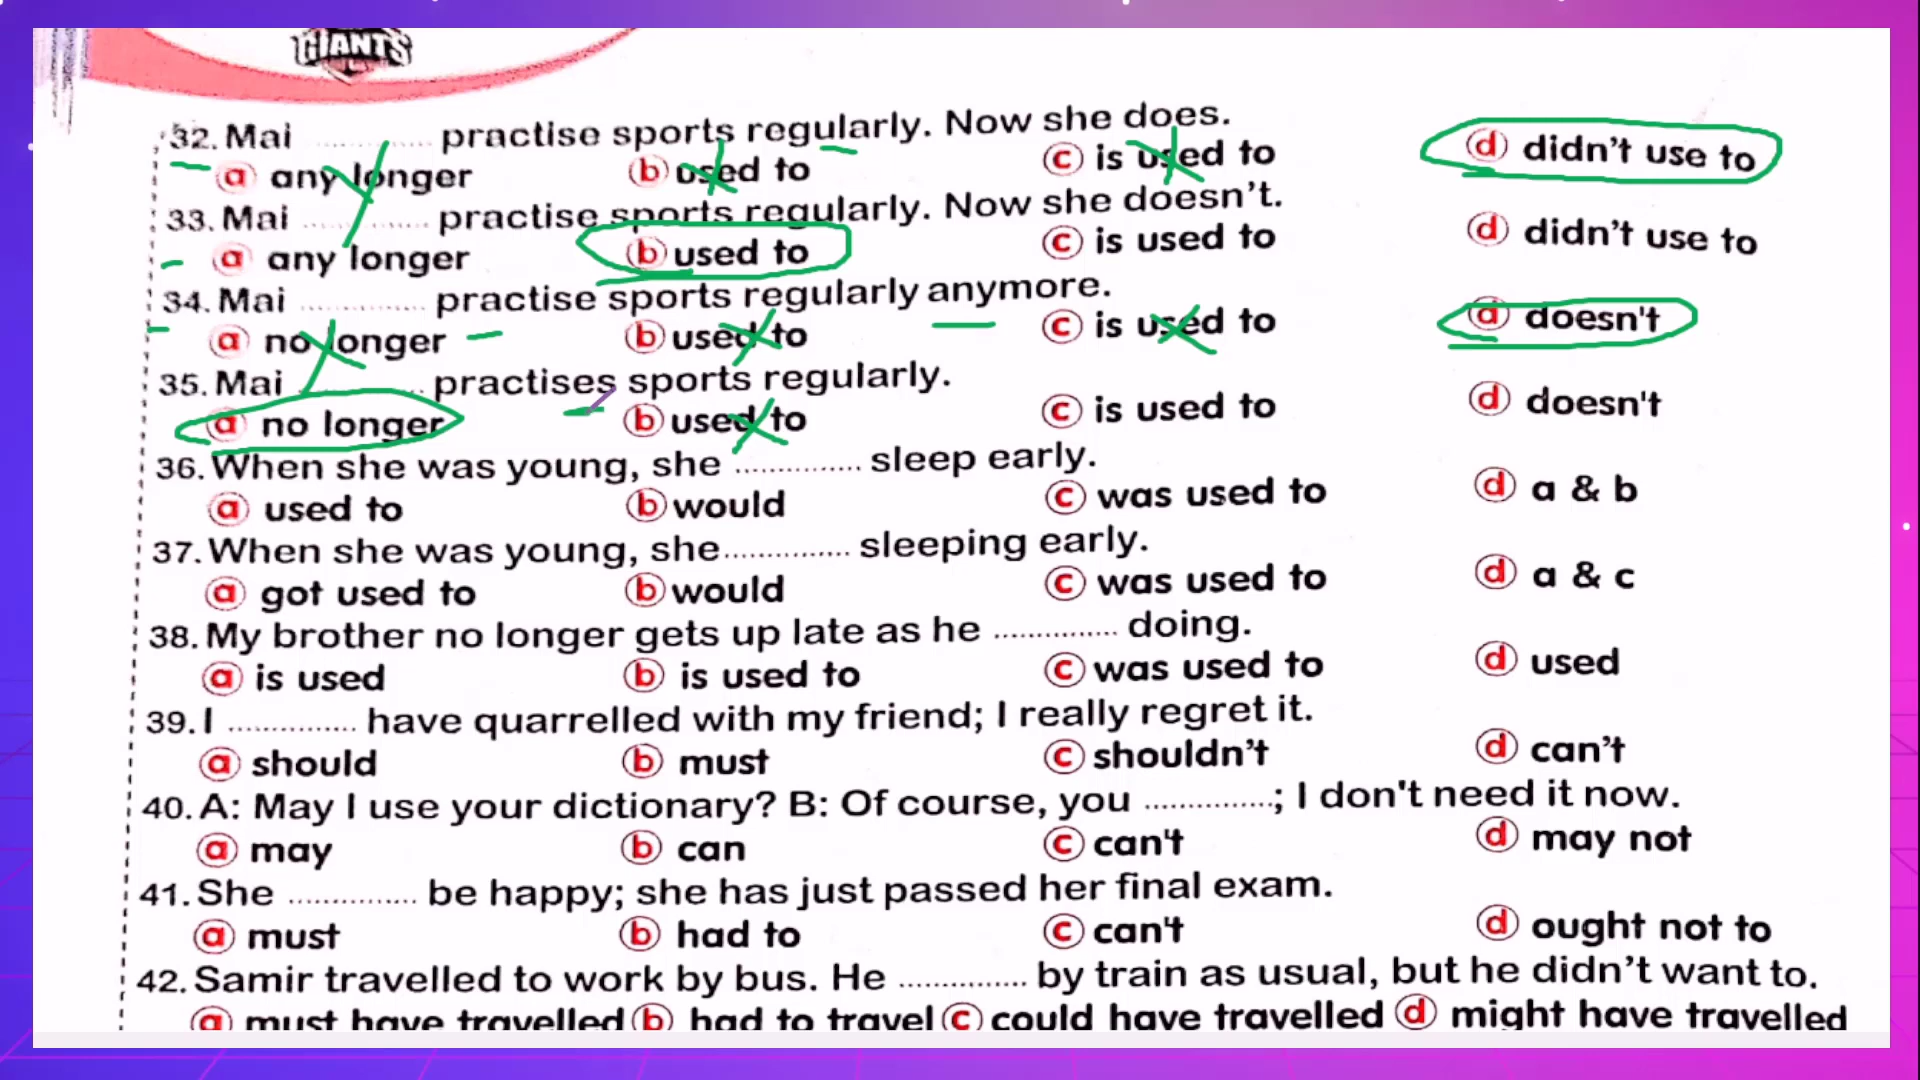 GIANTS
32. Mai .............. practise sports regularly. Now she does.
a any longer b used to c is used to d didn't use to
33. Mai .............. practise sports regularly. Now she doesn't.
a any longer b used to c is used to d didn't use to
34. Mai .............. practise sports regularly anymore.
a no longer b used to c is used to d doesn't
35. Mai .............. practises sports regularly.
a no longer b used to c is used to d doesn't
36. When she was young, she .............. sleep early.
a used to b would c was used to d a & b
37. When she was young, she .............. sleeping early.
a got used to b would c was used to d a & c
38. My brother no longer gets up late as he .............. doing.
a is used b is used to c was used to d used
39. I .............. have quarrelled with my friend; I really regret it.
a should b must c shouldn't d can't
40. A: May I use your dictionary? B: Of course, you ..............; I don't need it now.
a may b can c can't d may not
41. She .............. be happy; she has just passed her final exam.
a must b had to c can't d ought not to
42. Samir travelled to work by bus. He .............. by train as usual, but he didn't want to.
a must have travelled b had to travel c could have travelled d might have travelled